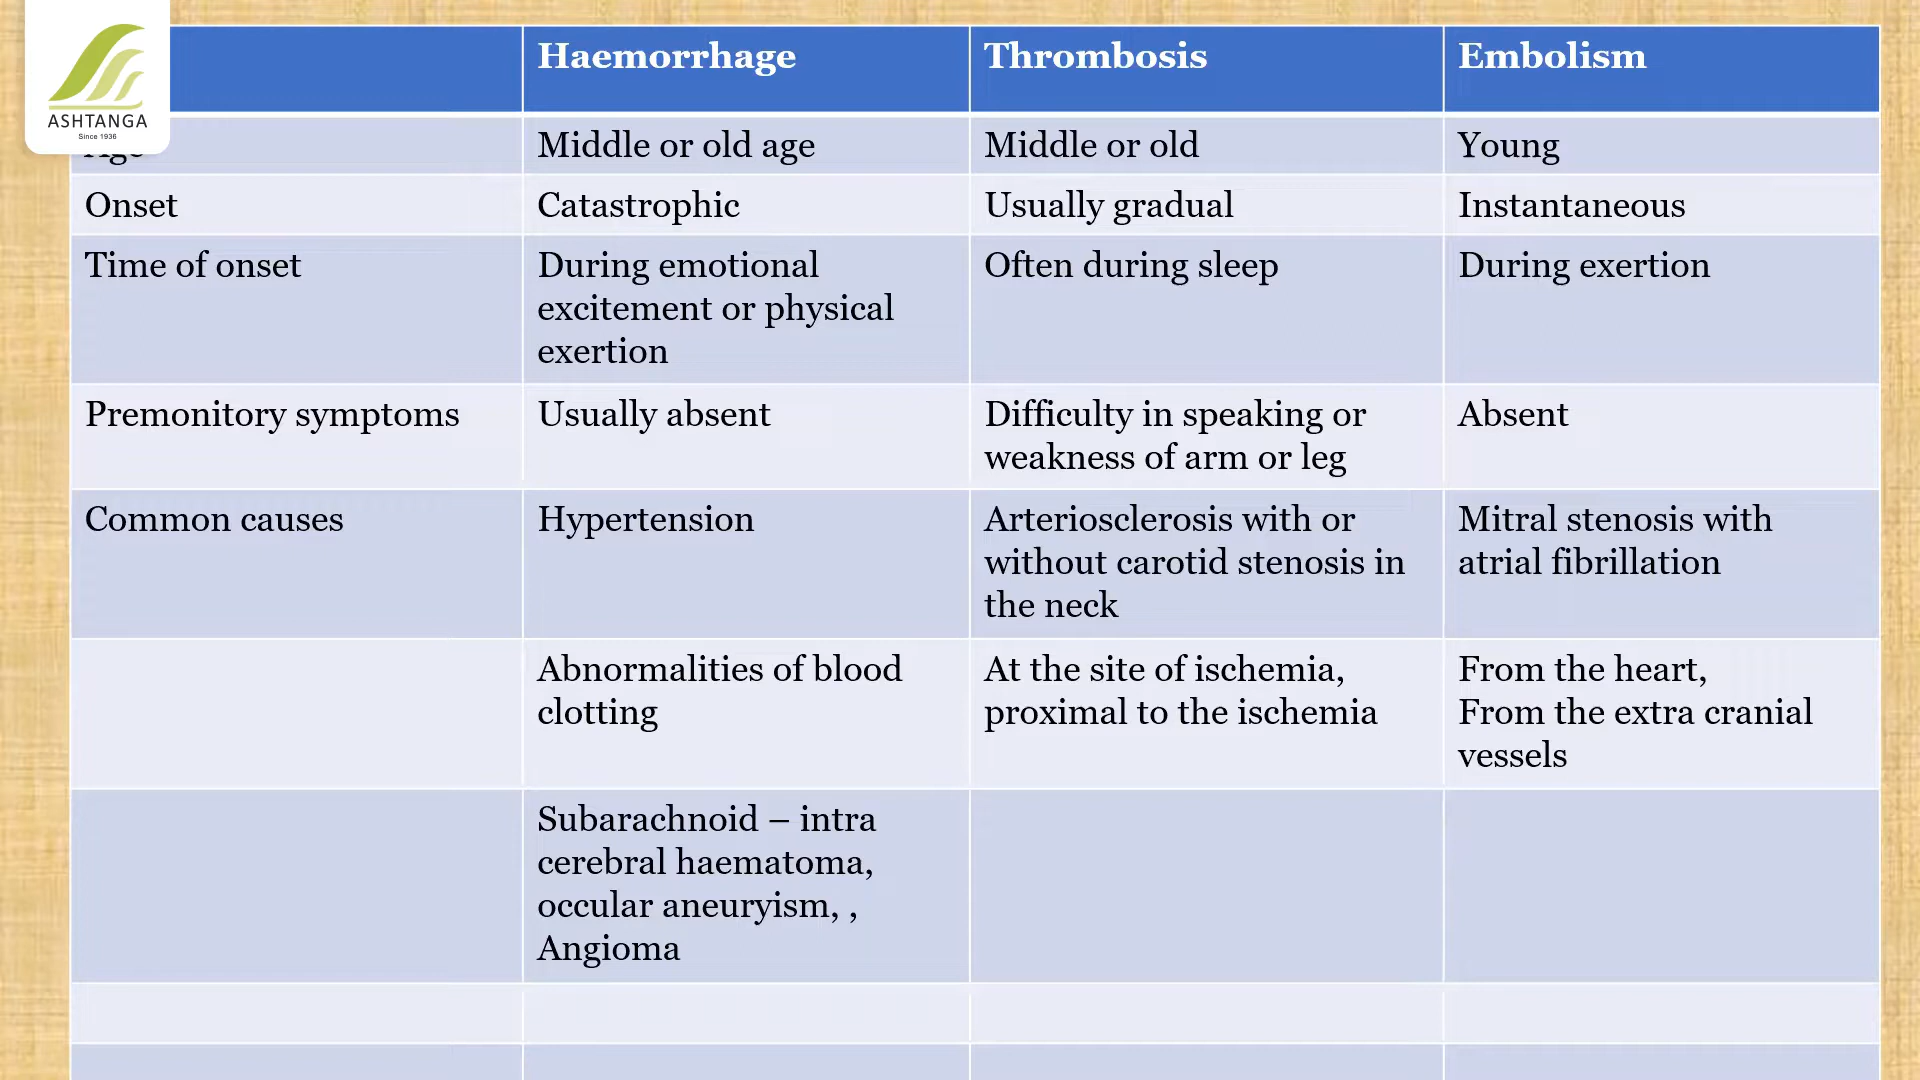 ASHTANGA
Since 1936
Haemorrhage Thrombosis Embolism
Age Middle or old age Middle or old Young
Onset Catastrophic Usually gradual Instantaneous
Time of onset During emotional Often during sleep During exertion
excitement or physical
exertion
Premonitory symptoms Usually absent Difficulty in speaking or Absent
weakness of arm or leg
Common causes Hypertension Arteriosclerosis with or Mitral stenosis with
without carotid stenosis in atrial fibrillation
the neck
Abnormalities of blood At the site of ischemia, From the heart,
clotting proximal to the ischemia From the extra cranial
vessels
Subarachnoid – intra
cerebral haematoma,
occular aneuryism, ,
Angioma